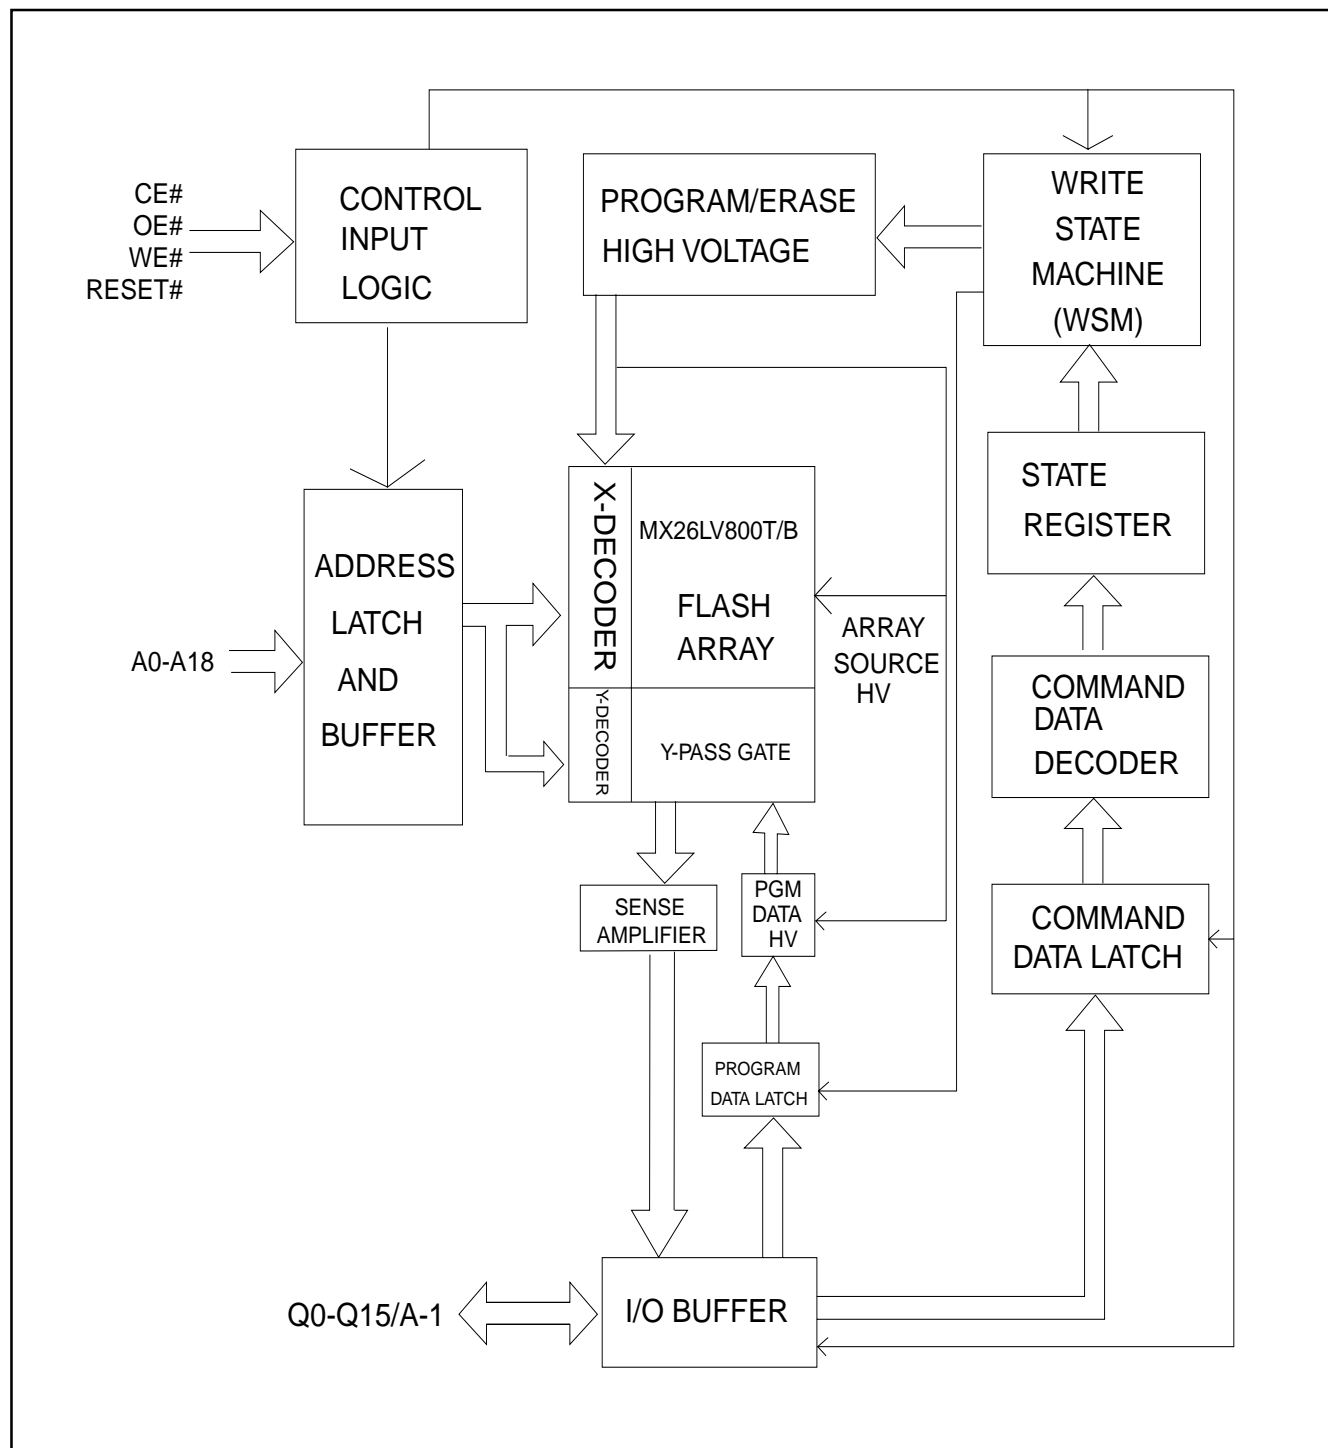 CE#
OE#
WE#
RESET#
CONTROL
INPUT
LOGIC
PROGRAM/ERASE
HIGH VOLTAGE
WRITE
STATE
MACHINE
(WSM)
STATE
REGISTER
X-DECODER
MX26LV800T/B
FLASH
ARRAY
ADDRESS
LATCH
AND
BUFFER
A0-A18
ARRAY
SOURCE
HV
Y-DECODER
Y-PASS GATE
COMMAND
DATA
DECODER
SENSE
AMPLIFIER
PGM
DATA
HV
COMMAND
DATA LATCH
PROGRAM
DATA LATCH
Q0-Q15/A-1
I/O BUFFER